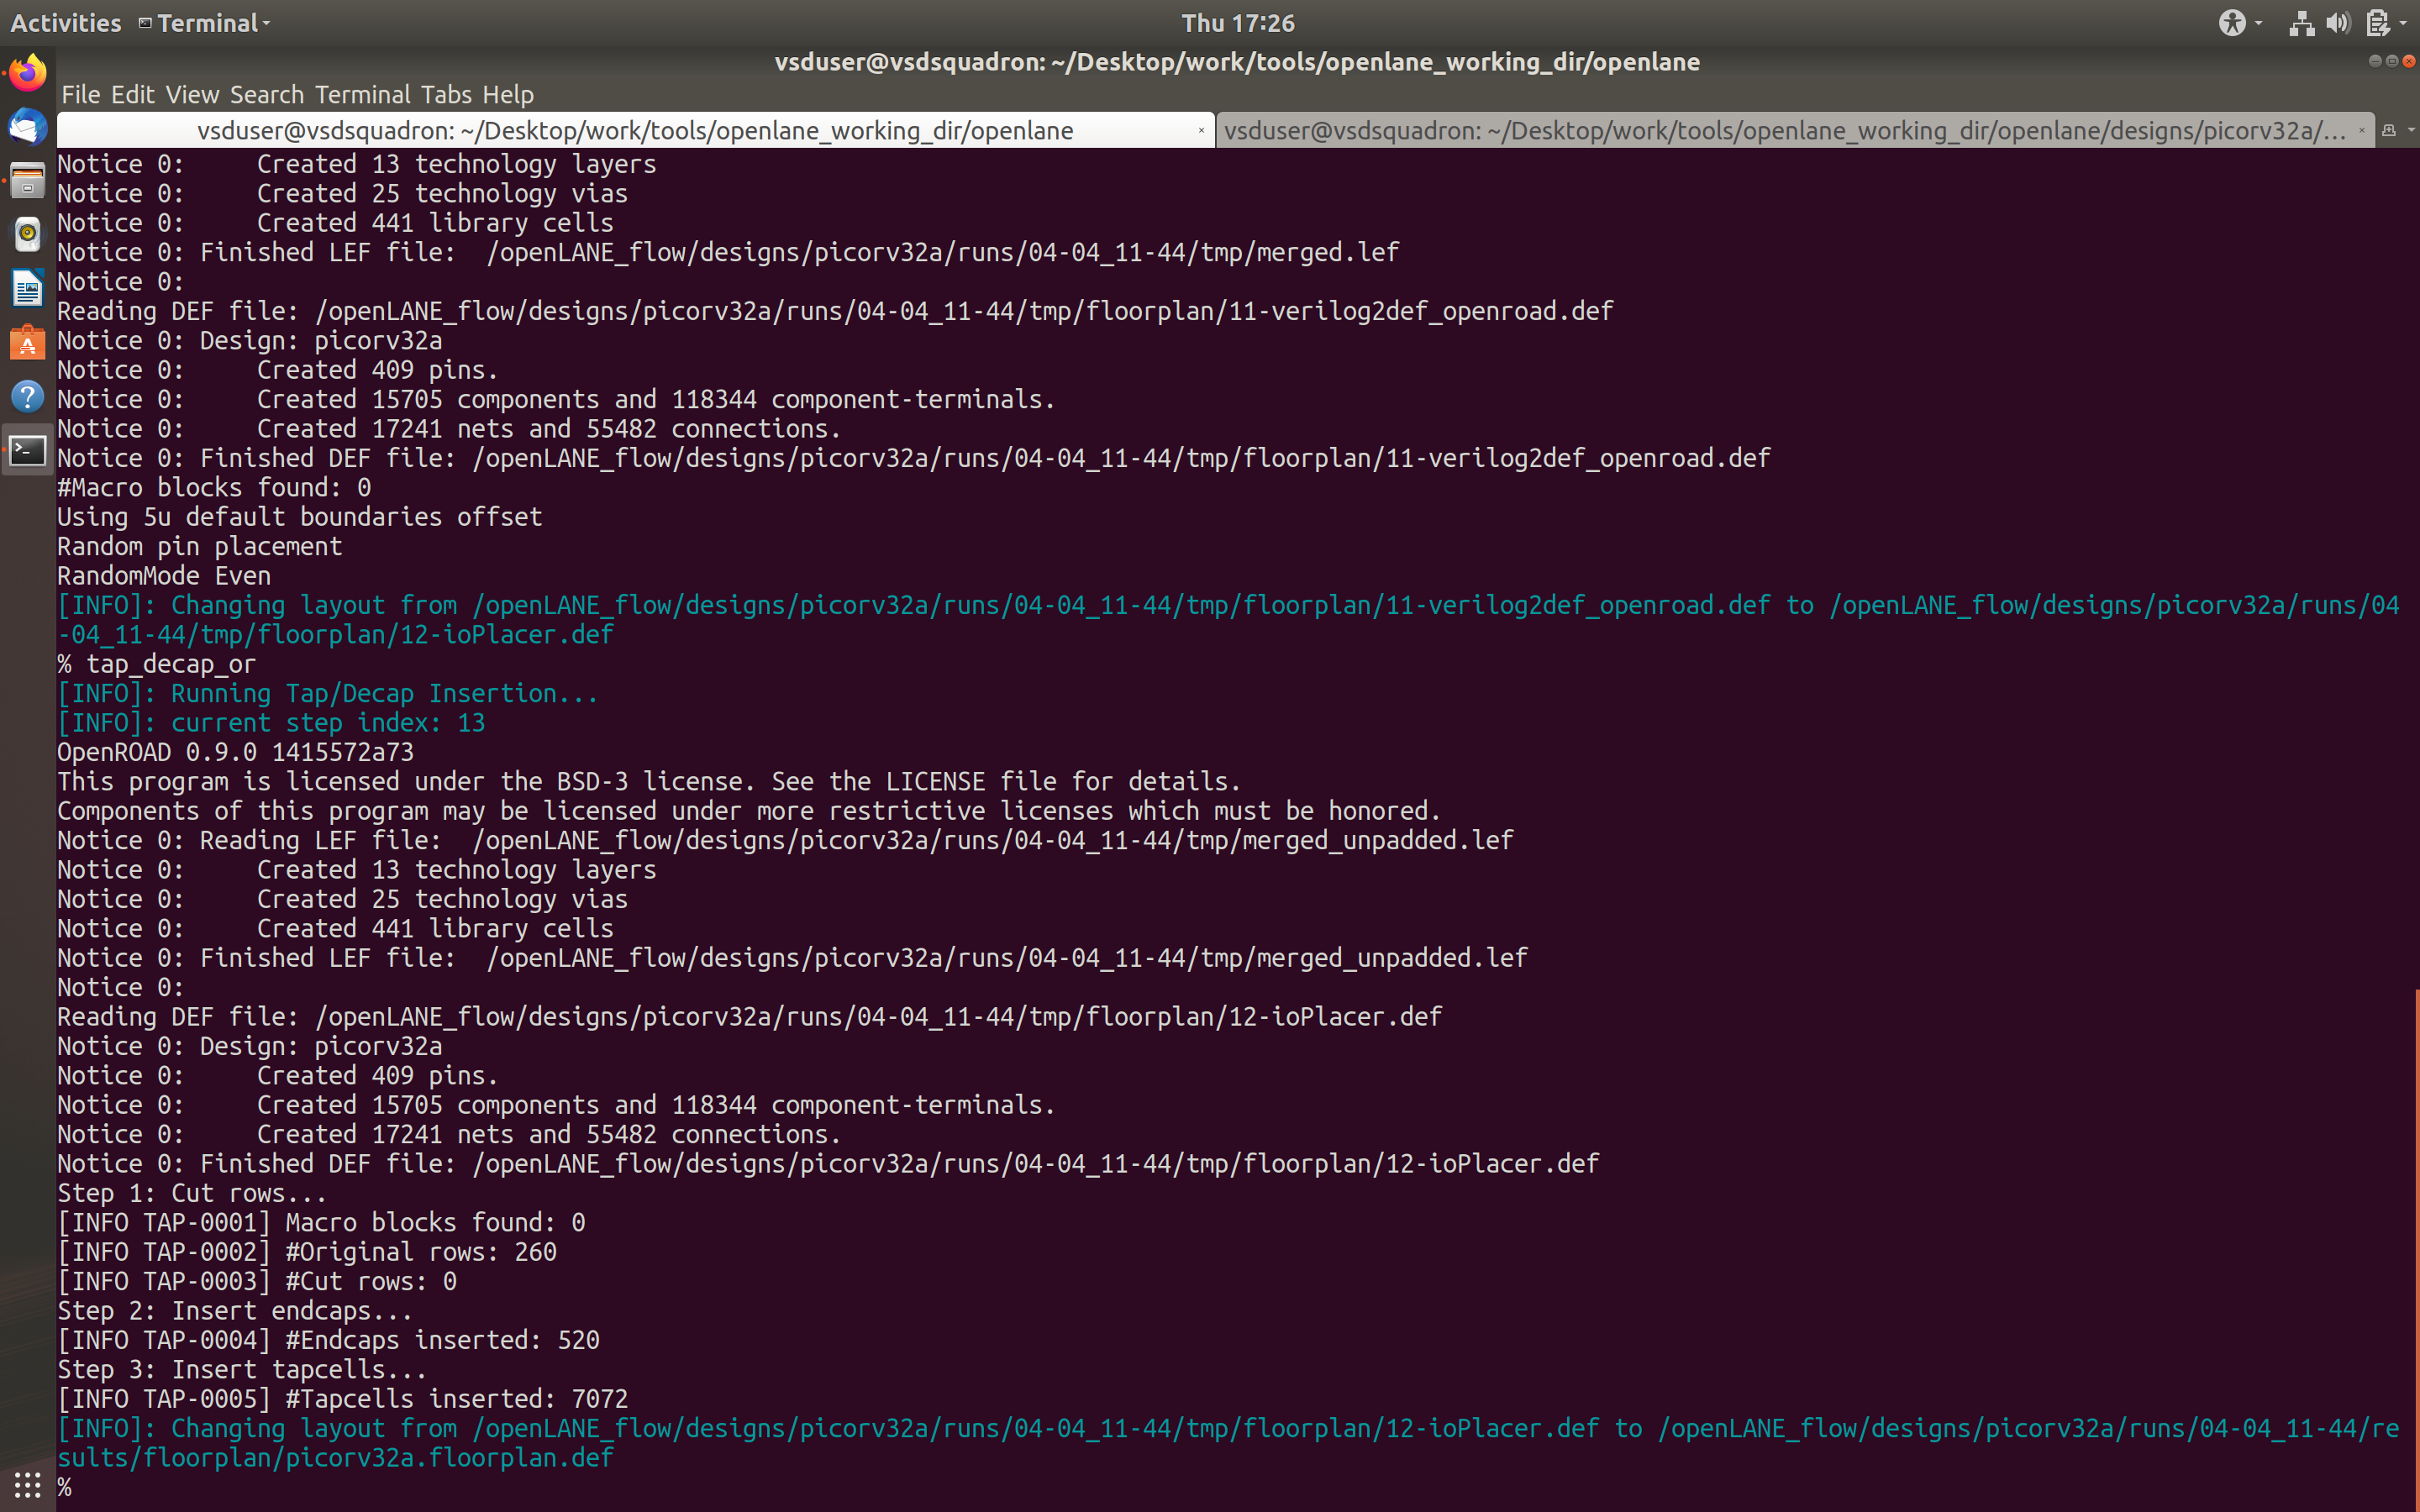 Activities Terminal
Thu 17:26
vsduser@vsdsquadron: ~/Desktop/work/tools/openlane_working_dir/openlane
File Edit View Search Terminal Tabs Help
vsduser@vsdsquadron: ~/Desktop/work/tools/openlane_working_dir/openlane
vsduser@vsdsquadron: ~/Desktop/work/tools/openlane_working_dir/openlane/designs/picorv32a/...
Notice 0:     Created 13 technology layers
Notice 0:     Created 25 technology vias
Notice 0:     Created 441 library cells
Notice 0: Finished LEF file:  /openLANE_flow/designs/picorv32a/runs/04-04_11-44/tmp/merged.lef
Notice 0:
Reading DEF file: /openLANE_flow/designs/picorv32a/runs/04-04_11-44/tmp/floorplan/11-verilog2def_openroad.def
Notice 0: Design: picorv32a
Notice 0:     Created 409 pins.
Notice 0:     Created 15705 components and 118344 component-terminals.
Notice 0:     Created 17241 nets and 55482 connections.
Notice 0: Finished DEF file: /openLANE_flow/designs/picorv32a/runs/04-04_11-44/tmp/floorplan/11-verilog2def_openroad.def
#Macro blocks found: 0
Using 5u default boundaries offset
Random pin placement
RandomMode Even
[INFO]: Changing layout from /openLANE_flow/designs/picorv32a/runs/04-04_11-44/tmp/floorplan/11-verilog2def_openroad.def to /openLANE_flow/designs/picorv32a/runs/04
-04_11-44/tmp/floorplan/12-ioPlacer.def
% tap_decap_or
[INFO]: Running Tap/Decap Insertion...
[INFO]: current step index: 13
OpenROAD 0.9.0 1415572a73
This program is licensed under the BSD-3 license. See the LICENSE file for details.
Components of this program may be licensed under more restrictive licenses which must be honored.
Notice 0: Reading LEF file:  /openLANE_flow/designs/picorv32a/runs/04-04_11-44/tmp/merged_unpadded.lef
Notice 0:     Created 13 technology layers
Notice 0:     Created 25 technology vias
Notice 0:     Created 441 library cells
Notice 0: Finished LEF file:  /openLANE_flow/designs/picorv32a/runs/04-04_11-44/tmp/merged_unpadded.lef
Notice 0:
Reading DEF file: /openLANE_flow/designs/picorv32a/runs/04-04_11-44/tmp/floorplan/12-ioPlacer.def
Notice 0: Design: picorv32a
Notice 0:     Created 409 pins.
Notice 0:     Created 15705 components and 118344 component-terminals.
Notice 0:     Created 17241 nets and 55482 connections.
Notice 0: Finished DEF file: /openLANE_flow/designs/picorv32a/runs/04-04_11-44/tmp/floorplan/12-ioPlacer.def
Step 1: Cut rows...
[INFO TAP-0001] Macro blocks found: 0
[INFO TAP-0002] #Original rows: 260
[INFO TAP-0003] #Cut rows: 0
Step 2: Insert endcaps...
[INFO TAP-0004] #Endcaps inserted: 520
Step 3: Insert tapcells...
[INFO TAP-0005] #Tapcells inserted: 7072
[INFO]: Changing layout from /openLANE_flow/designs/picorv32a/runs/04-04_11-44/tmp/floorplan/12-ioPlacer.def to /openLANE_flow/designs/picorv32a/runs/04-04_11-44/re
sults/floorplan/picorv32a.floorplan.def
%